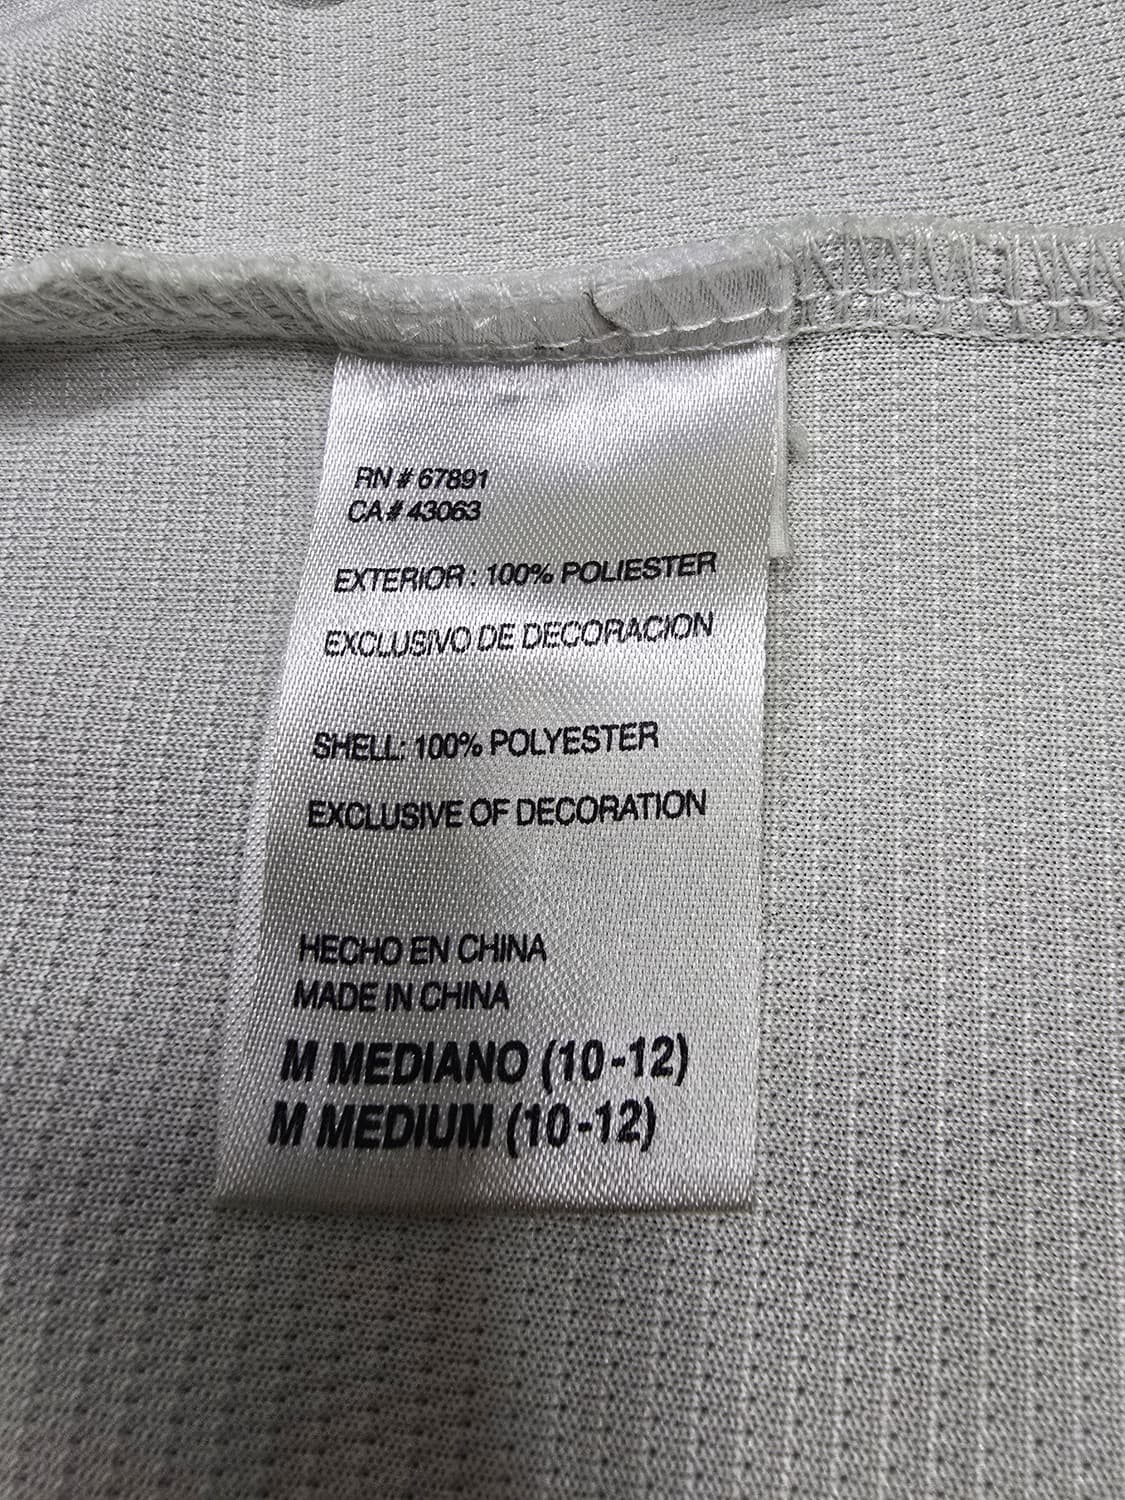 RN # 67891
CA # 43063
EXTERIOR : 100% POLIESTER
EXCLUSIVO DE DECORACION
SHELL: 100% POLYESTER
EXCLUSIVE OF DECORATION
HECHO EN CHINA
MADE IN CHINA
M MEDIANO (10-12)
M MEDIUM (10-12)